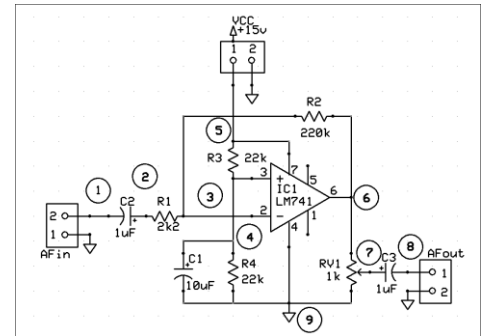 VCC
+15v
1 2
R2
220k
5
R3 22k
2
1
C2
1uF
R1
2k2
3
3
7
5
+
IC1
LM741
6
6
2
-
1
4
2
1
AFin
4
C1
10uF
R4
22k
RV1
1k
7
C3
1uF
8
AFout
1
2
9